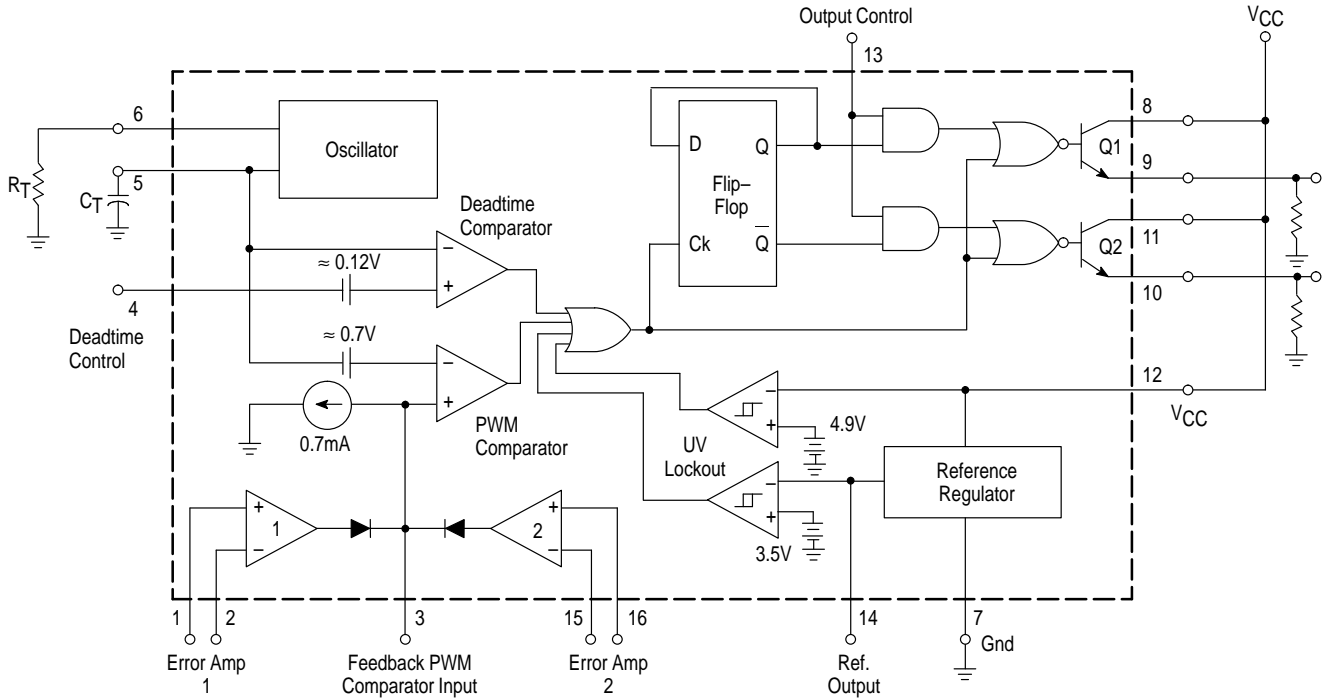 Output Control
13
VCC
6
RT
5
CT
Oscillator
D
Q
Flip–
Flop
Ck
Q
8
Q1
9
11
Q2
10
Deadtime
Comparator
≈ 0.12V
4
Deadtime
Control
≈ 0.7V
0.7mA
PWM
Comparator
UV
Lockout
4.9V
3.5V
12
VCC
Reference
Regulator
1
2
1
2
3
15
16
14
7
Gnd
Error Amp
1
Feedback PWM
Comparator Input
Error Amp
2
Ref.
Output
+
−
−
+
−
+
+
−
+
−
−
+
−
+